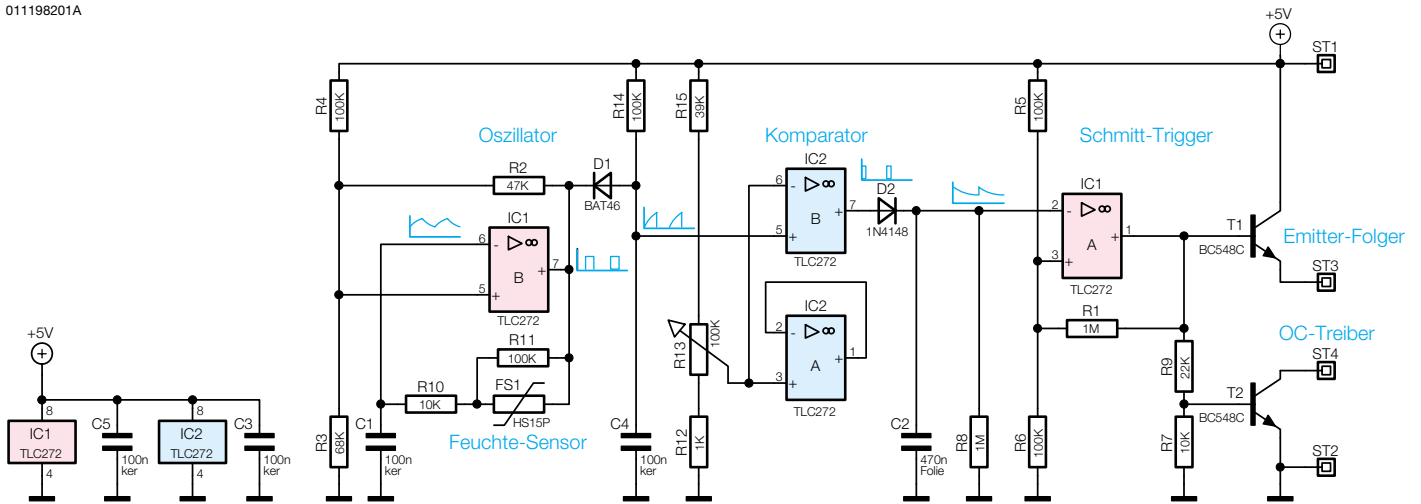 011198201A
+5V
ST1
R4
100K
R14
100K
R15
39K
R5
100K
Oszillator
Komparator
Schmitt-Trigger
R2
47K
D1
BAT46
IC2
6
-
B
+
7
5
+
TLC272
D2
1N4148
IC1
6
-
B
+
7
5
+
TLC272
IC1
2
-
A
+
1
3
+
TLC272
T1
BC548C
Emitter-Folger
ST3
IC2
2
-
A
+
1
3
+
TLC272
R13
100K
R1
1M
OC-Treiber
ST4
R11
100K
R9
22K
T2
BC548C
+5V
R10
10K
FS1
HS15P
Feuchte-Sensor
8
IC1
TLC272
4
C5
100n
ker
8
IC2
TLC272
4
C3
100n
ker
R3
68K
C1
100n
ker
C4
100n
ker
R12
1K
C2
470n
Folie
R8
1M
R6
100K
R7
10K
ST2